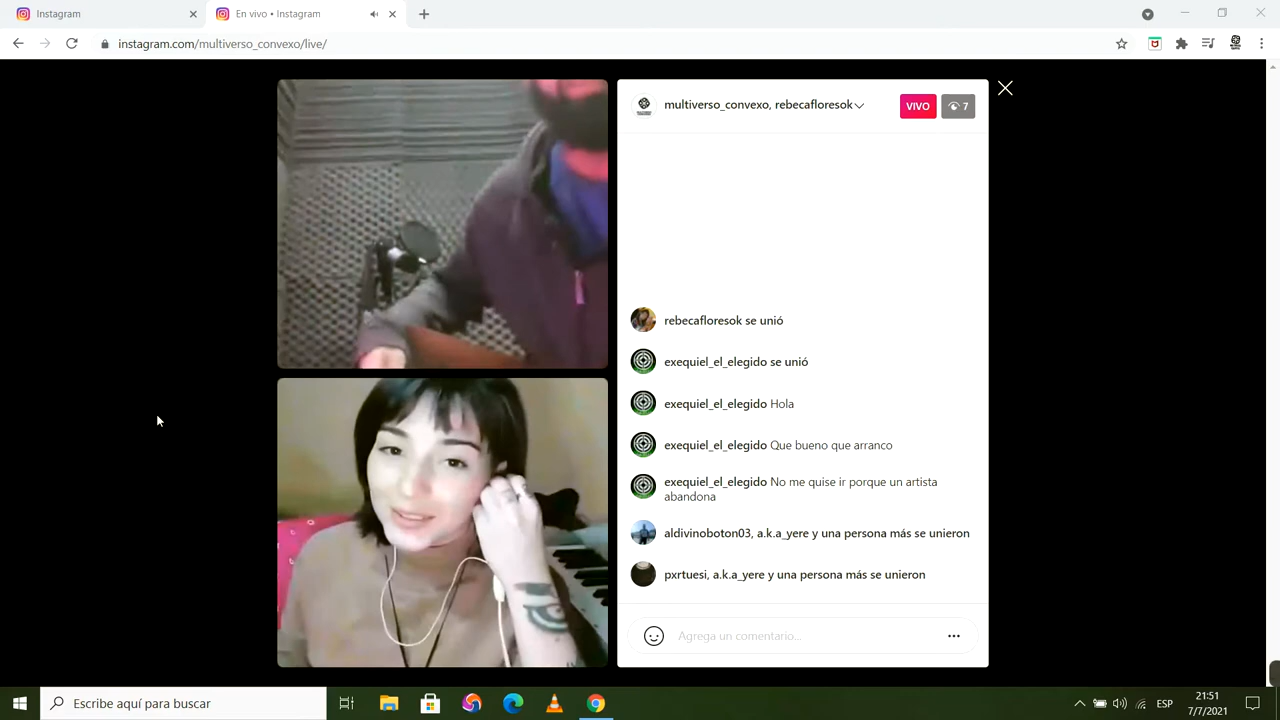 Instagram
En vivo • Instagram
instagram.com/multiverso_convexo/live/
multiverso_convexo, rebecafloresok
VIVO
7
rebecafloresok se unió
exequiel_el_elegido se unió
exequiel_el_elegido Hola
exequiel_el_elegido Que bueno que arranco
exequiel_el_elegido No me quise ir porque un artista
abandona
aldivinoboton03, a.k.a_yere y una persona más se unieron
pxrtuesi, a.k.a_yere y una persona más se unieron
Agrega un comentario...
Escribe aquí para buscar
ESP
21:51
7/7/2021